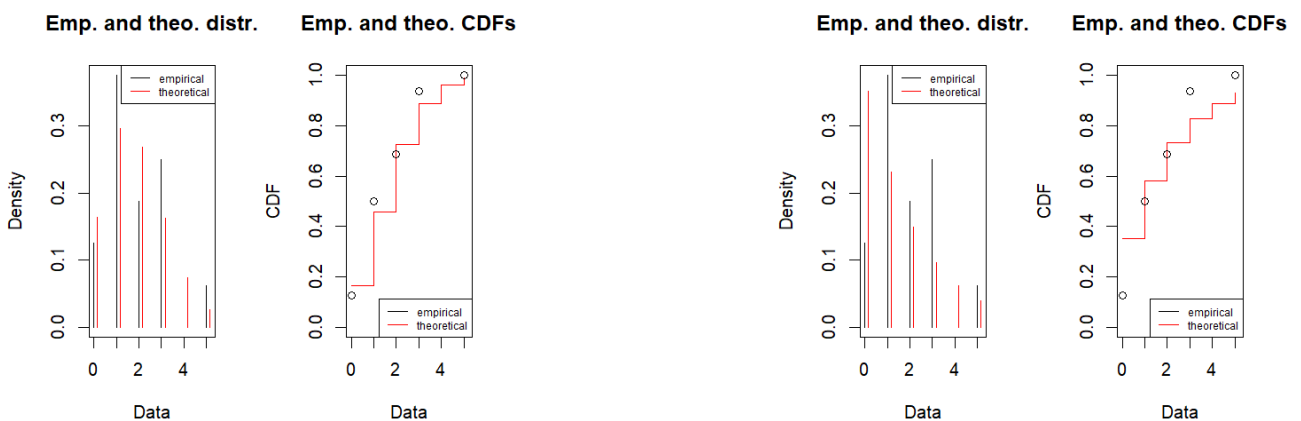 Emp. and theo. distr.
Emp. and theo. CDFs
Emp. and theo. distr.
Emp. and theo. CDFs
empirical
theoretical
Density
0.0
0.1
0.2
0.3
0 2 4
Data
CDF
0.0
0.2
0.4
0.6
0.8
1.0
empirical
theoretical
0 2 4
Data
empirical
theoretical
Density
0.0
0.1
0.2
0.3
0 2 4
Data
CDF
0.0
0.2
0.4
0.6
0.8
1.0
empirical
theoretical
0 2 4
Data